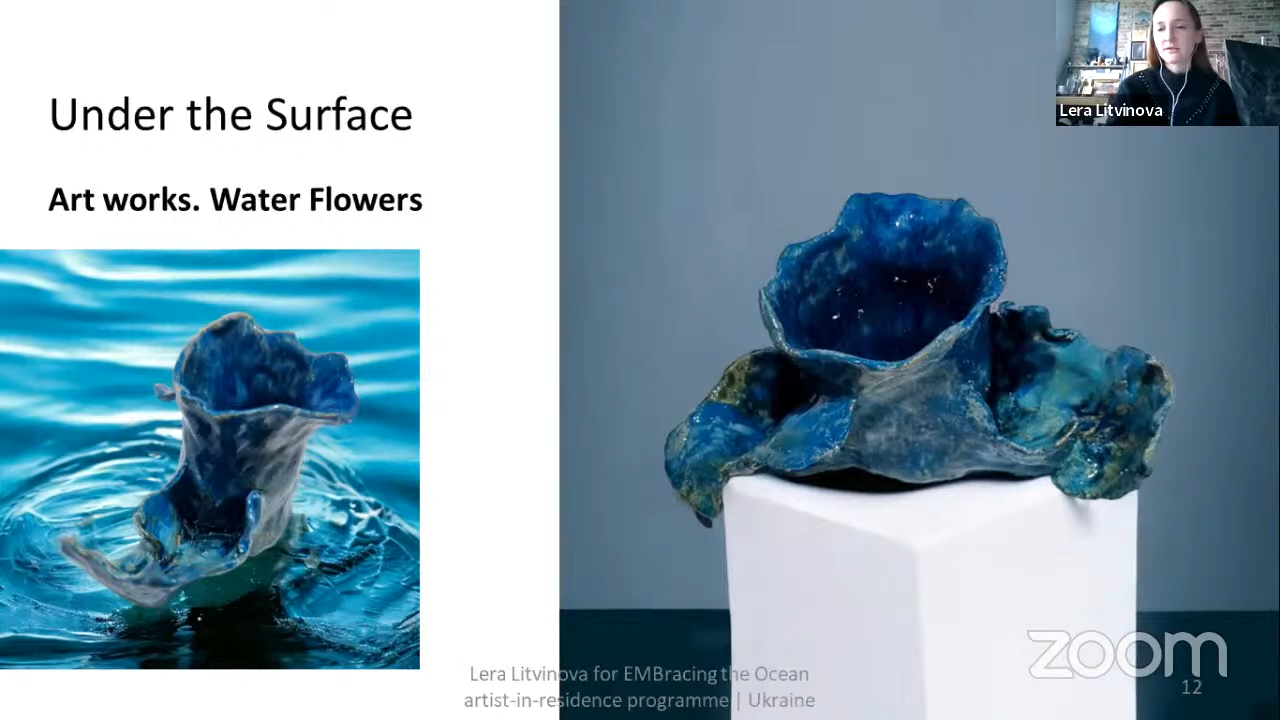 Under the Surface
Art works. Water Flowers
Lera Litvinova
Lera Litvinova for EMBracing the Ocean
artist-in-residence programme | Ukraine
zoom
12